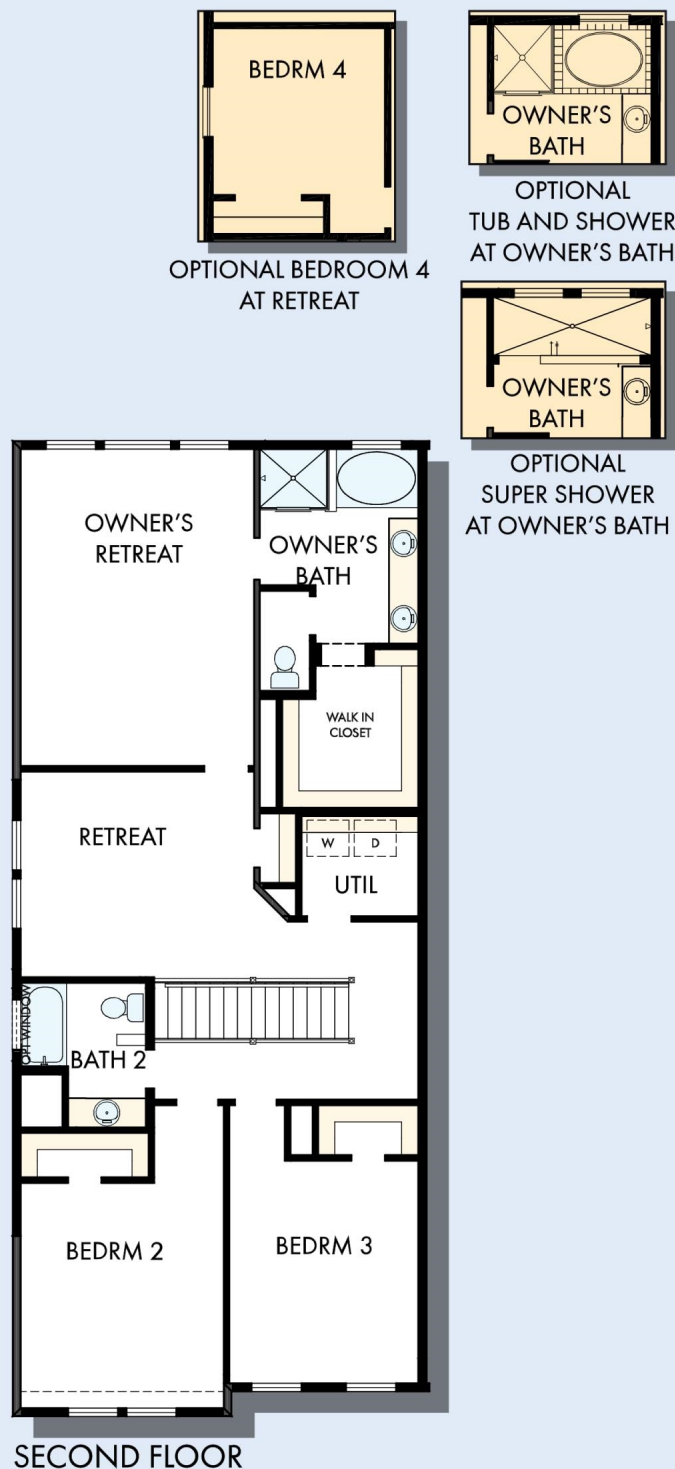 BEDRM 4
OPTIONAL BEDROOM 4
AT RETREAT
OWNER'S
BATH
OPTIONAL
TUB AND SHOWER
AT OWNER'S BATH
OWNER'S
BATH
OPTIONAL
SUPER SHOWER
AT OWNER'S BATH
OWNER'S
RETREAT
OWNER'S
BATH
WALK IN
CLOSET
RETREAT
W D
UTIL
OPT WINDOW
BATH 2
BEDRM 2
BEDRM 3
SECOND FLOOR